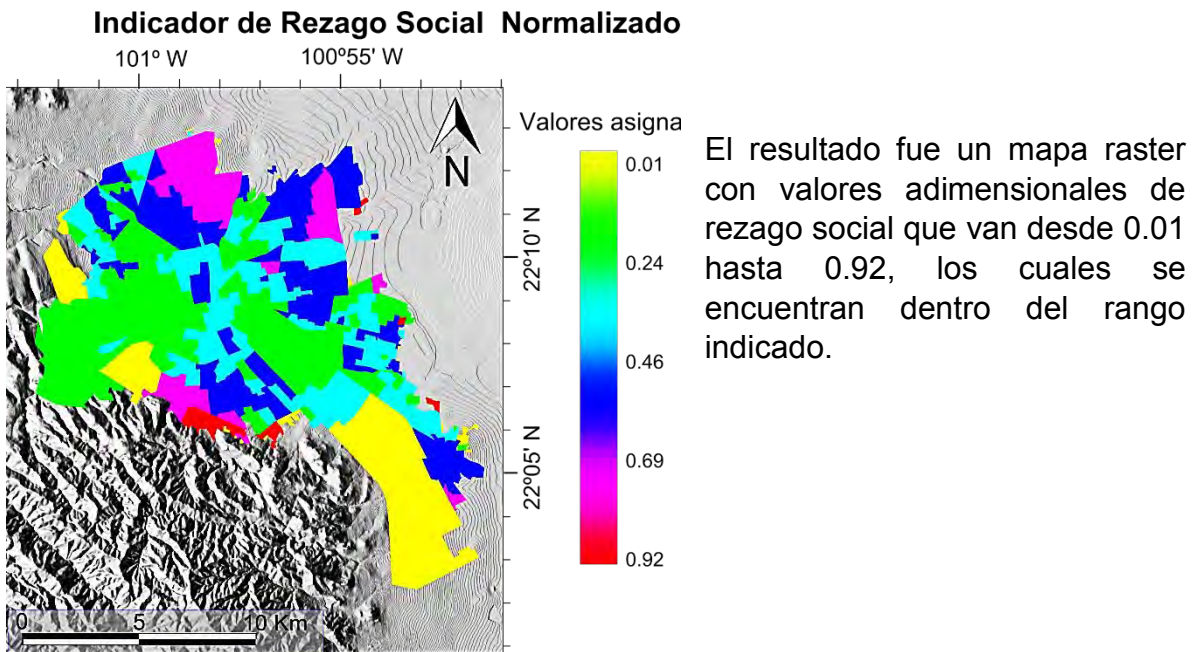 Indicador de Rezago Social Normalizado
101º W
100º55' W
Valores asigna
N
0.01
0.24
0.46
0.69
0.92
22º10' N
22º05' N
0 5 10 Km
El resultado fue un mapa raster
con valores adimensionales de
rezago social que van desde 0.01
hasta 0.92, los cuales se
encuentran dentro del rango
indicado.